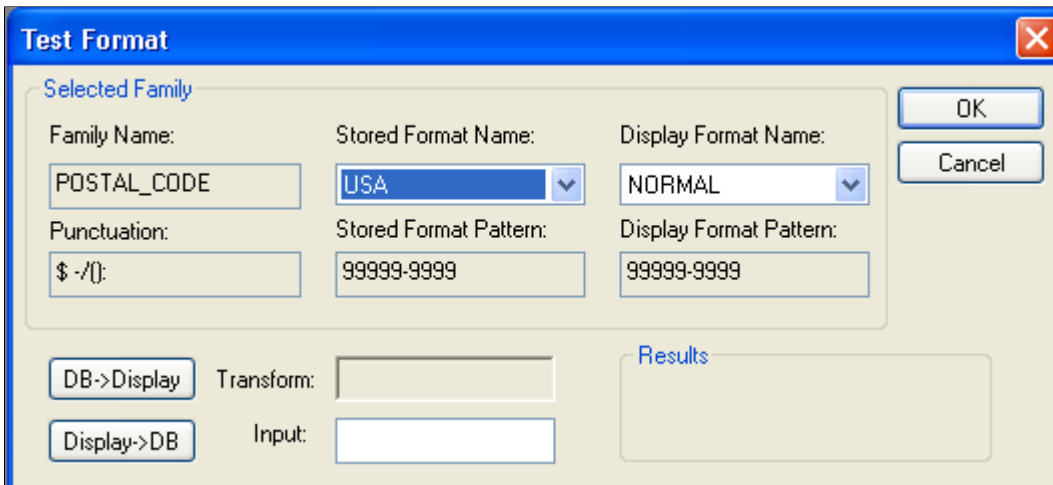 Test Format
Selected Family
OK
Family Name: Stored Format Name: Display Format Name:
POSTAL_CODE USA NORMAL
Cancel
Punctuation: Stored Format Pattern: Display Format Pattern:
$ -/(): 99999-9999 99999-9999
Results
DB->Display Transform:
Display->DB Input: